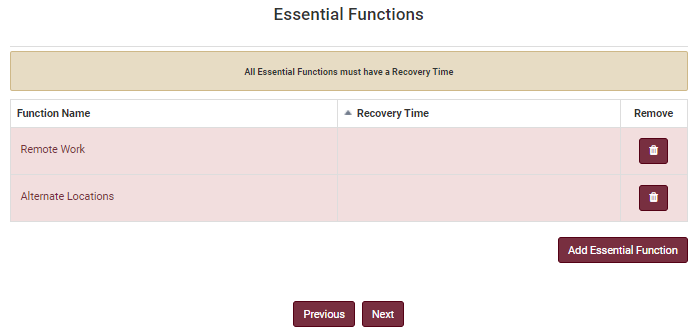 Essential Functions
All Essential Functions must have a Recovery Time
Function Name Recovery Time Remove
Remote Work
Alternate Locations
Add Essential Function
Previous Next